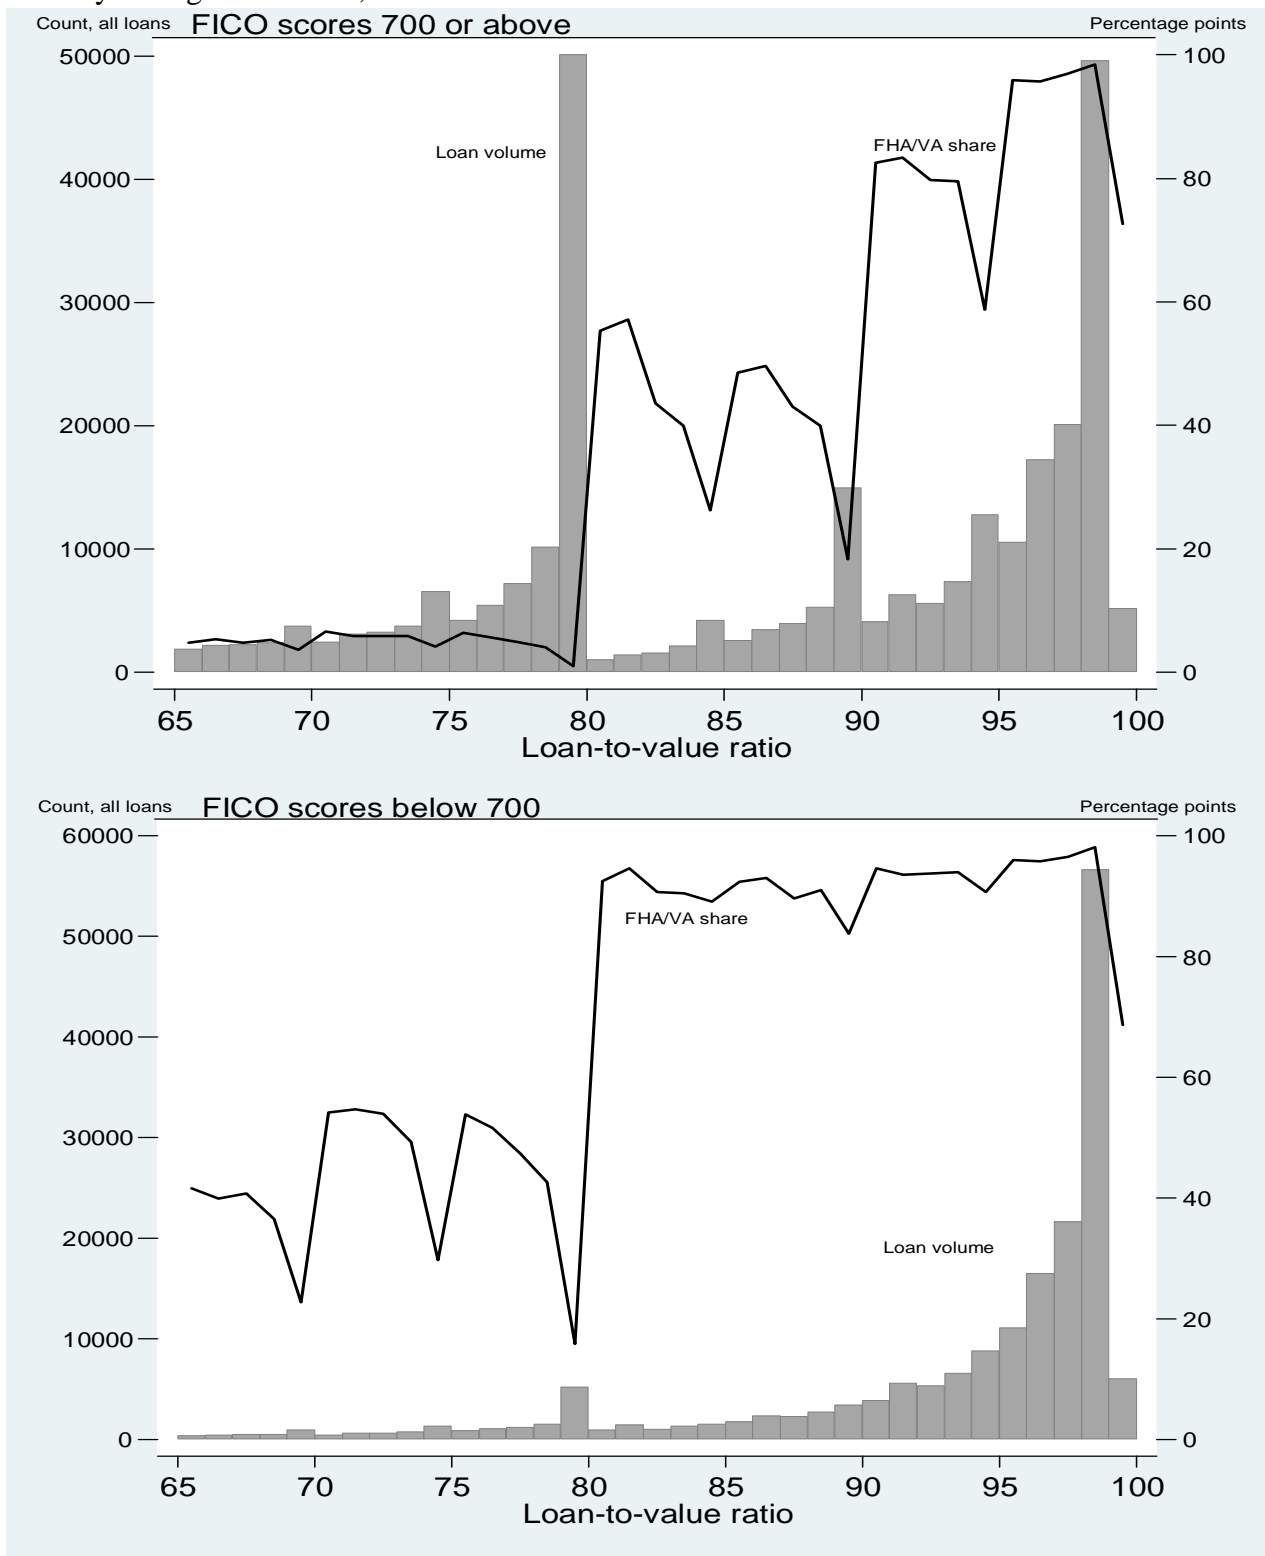 Count, all loans FICO scores 700 or above Percentage points
50000 100
Loan volume
FHA/VA share
40000 80
30000 60
20000 40
10000 20
0 0
65 70 75 80 85 90 95 100
Loan-to-value ratio
Count, all loans FICO scores below 700 Percentage points
60000 100
FHA/VA share
50000
80
40000
60
30000
40
20000
Loan volume
20
10000
0 0
65 70 75 80 85 90 95 100
Loan-to-value ratio